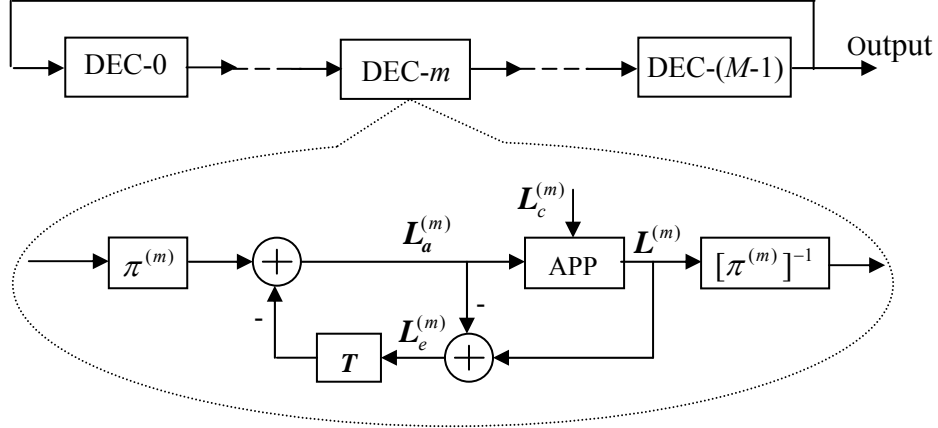 Output
DEC-0
DEC-m
DEC-(M-1)
L_c^{(m)}
L_a^{(m)}
L^{(m)}
π^{(m)}
+
APP
[π^{(m)}]^{-1}
-
-
L_e^{(m)}
T
+